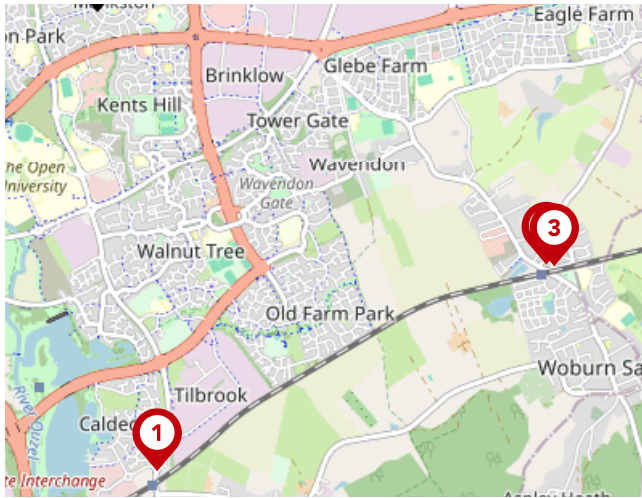 Eagle Farm
on Park
Glebe Farm
Brinklow
Kents Hill
Tower Gate
The Open
University
Wavendon
Wavendon
Gate
3
Walnut Tree
Old Farm Park
Woburn Sa
Tilbrook
River Ouzel
Caldec
1
te Interchange